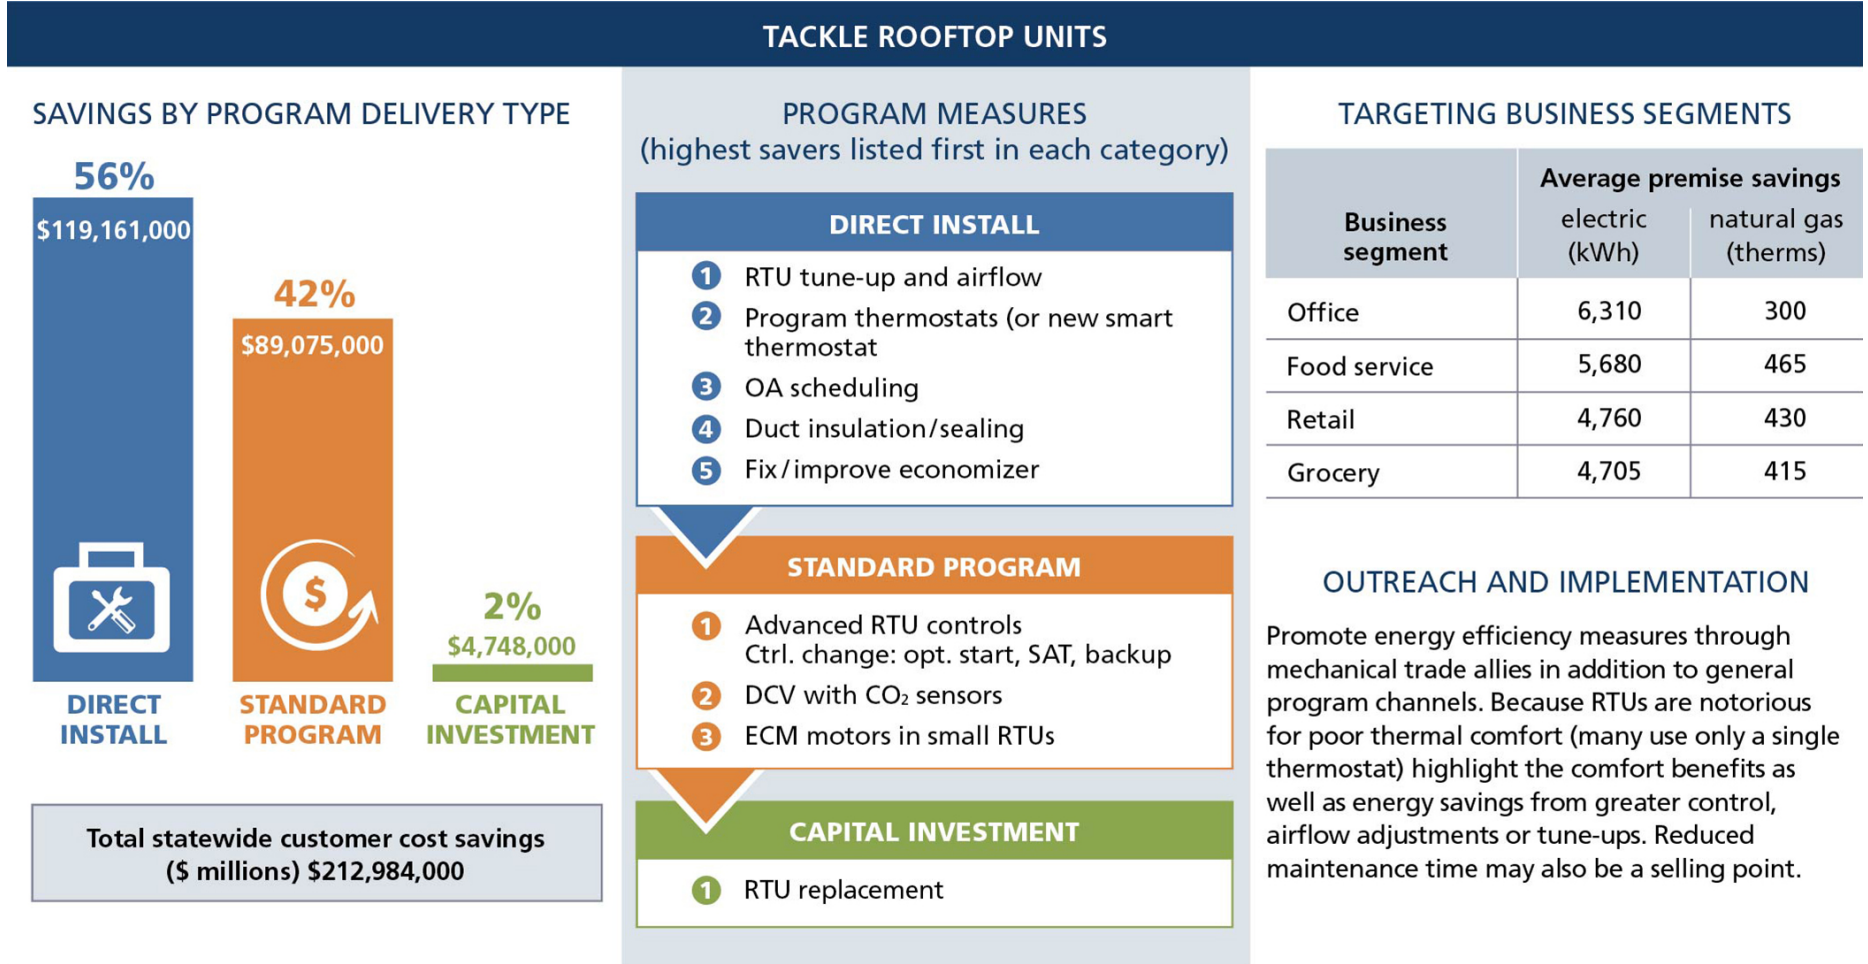 TACKLE ROOFTOP UNITS
SAVINGS BY PROGRAM DELIVERY TYPE
56%
$119,161,000
42%
$89,075,000
2%
$4,748,000
DIRECT
INSTALL
STANDARD
PROGRAM
CAPITAL
INVESTMENT
Total statewide customer cost savings
($ millions) $212,984,000
PROGRAM MEASURES
(highest savers listed first in each category)
DIRECT INSTALL
1 RTU tune-up and airflow
2 Program thermostats (or new smart
thermostat
3 OA scheduling
4 Duct insulation/sealing
5 Fix/improve economizer
STANDARD PROGRAM
$
1 Advanced RTU controls
Ctrl. change: opt. start, SAT, backup
2 DCV with CO₂ sensors
3 ECM motors in small RTUs
CAPITAL INVESTMENT
1 RTU replacement
TARGETING BUSINESS SEGMENTS
Business
segment
Average premise savings
electric
(kWh)
natural gas
(therms)
Office 6,310 300
Food service 5,680 465
Retail 4,760 430
Grocery 4,705 415
OUTREACH AND IMPLEMENTATION
Promote energy efficiency measures through
mechanical trade allies in addition to general
program channels. Because RTUs are notorious
for poor thermal comfort (many use only a single
thermostat) highlight the comfort benefits as
well as energy savings from greater control,
airflow adjustments or tune-ups. Reduced
maintenance time may also be a selling point.